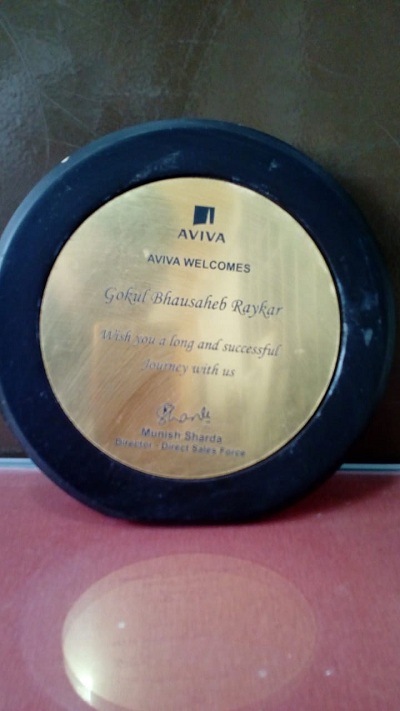 AVIVA
AVIVA WELCOMES
Gokul Bhausaheb Raykar
Wish you a long and successful
Journey with us
Munish Sharda
Director - Direct Sales Force